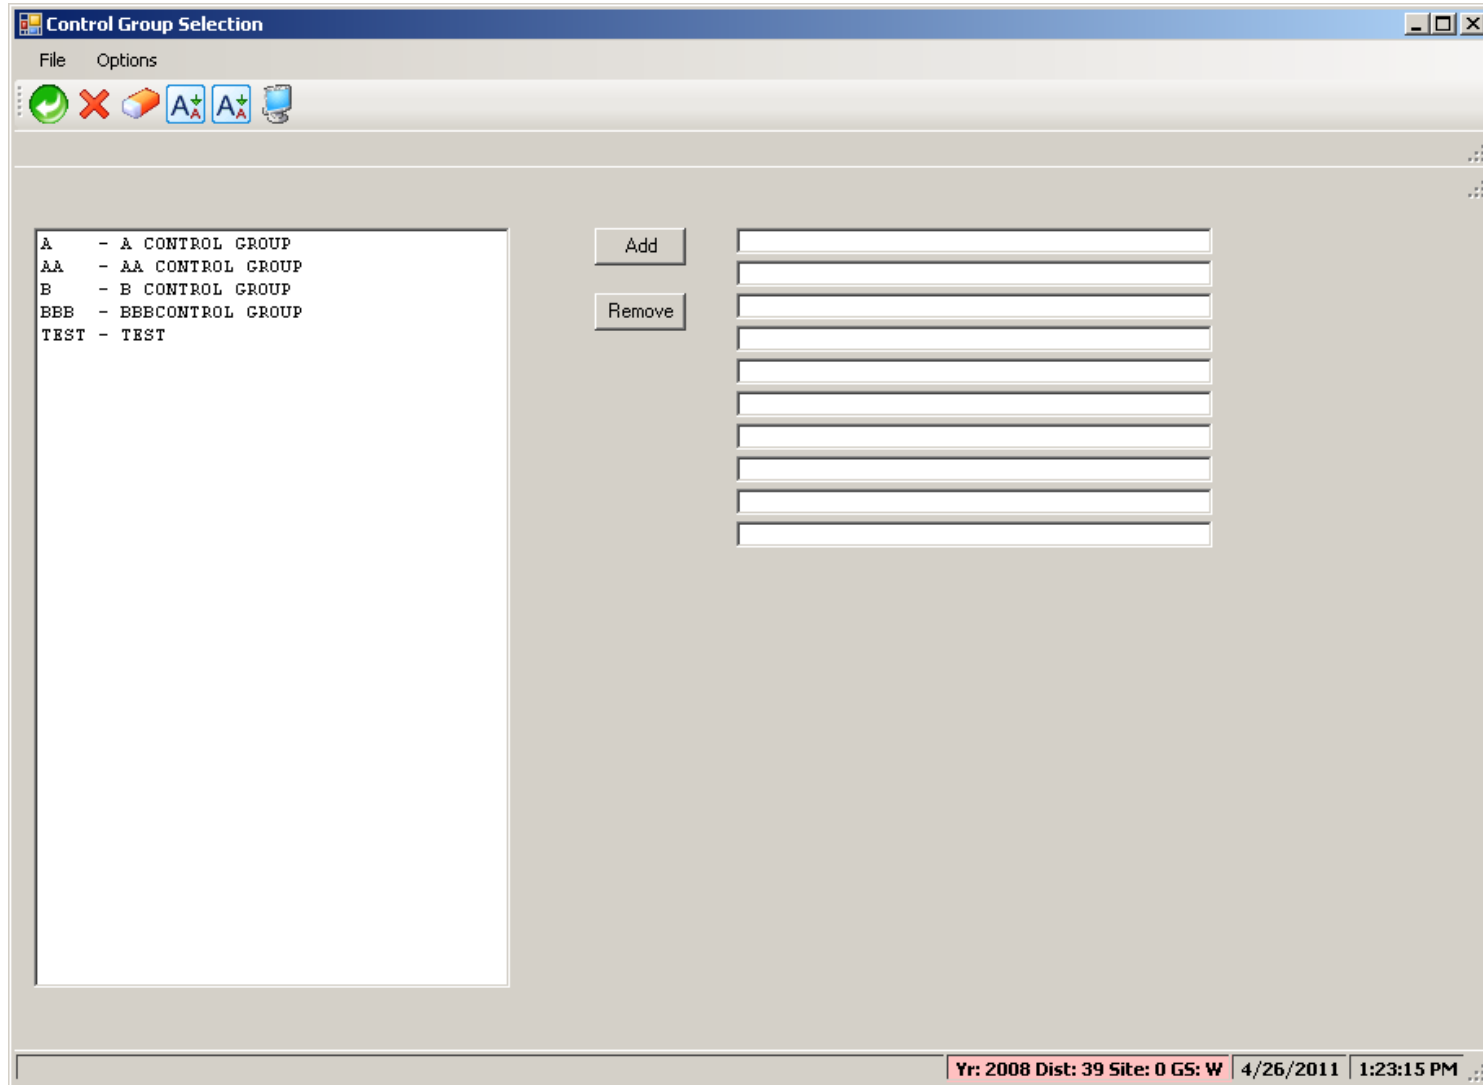 Control Group Selection
File Options
A - A CONTROL GROUP
AA - AA CONTROL GROUP
B - B CONTROL GROUP
BBB - BBBCONTROL GROUP
TEST - TEST
Add
Remove
Yr: 2008 Dist: 39 Site: 0 GS: W 4/26/2011 1:23:15 PM